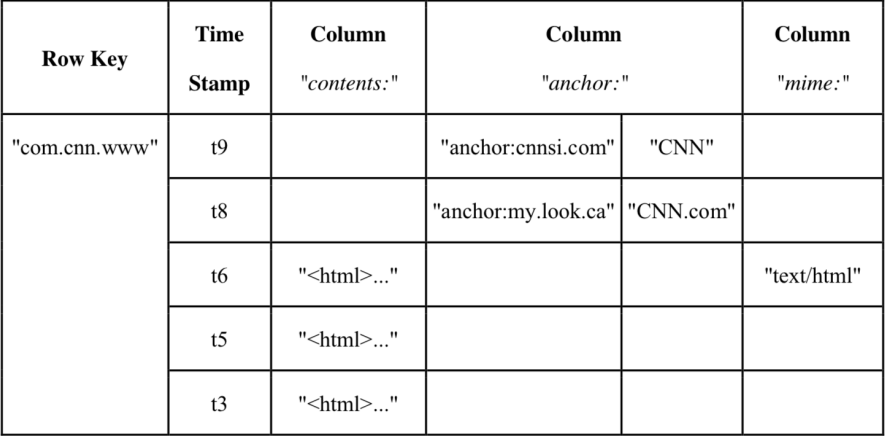 Row Key
Time
Stamp
Column
"contents:"
Column
"anchor:"
Column
"mime:"
"com.cnn.www"
t9
"anchor:cnnsi.com"
"CNN"
t8
"anchor:my.look.ca"
"CNN.com"
t6
"<html>..."
"text/html"
t5
"<html>..."
t3
"<html>..."